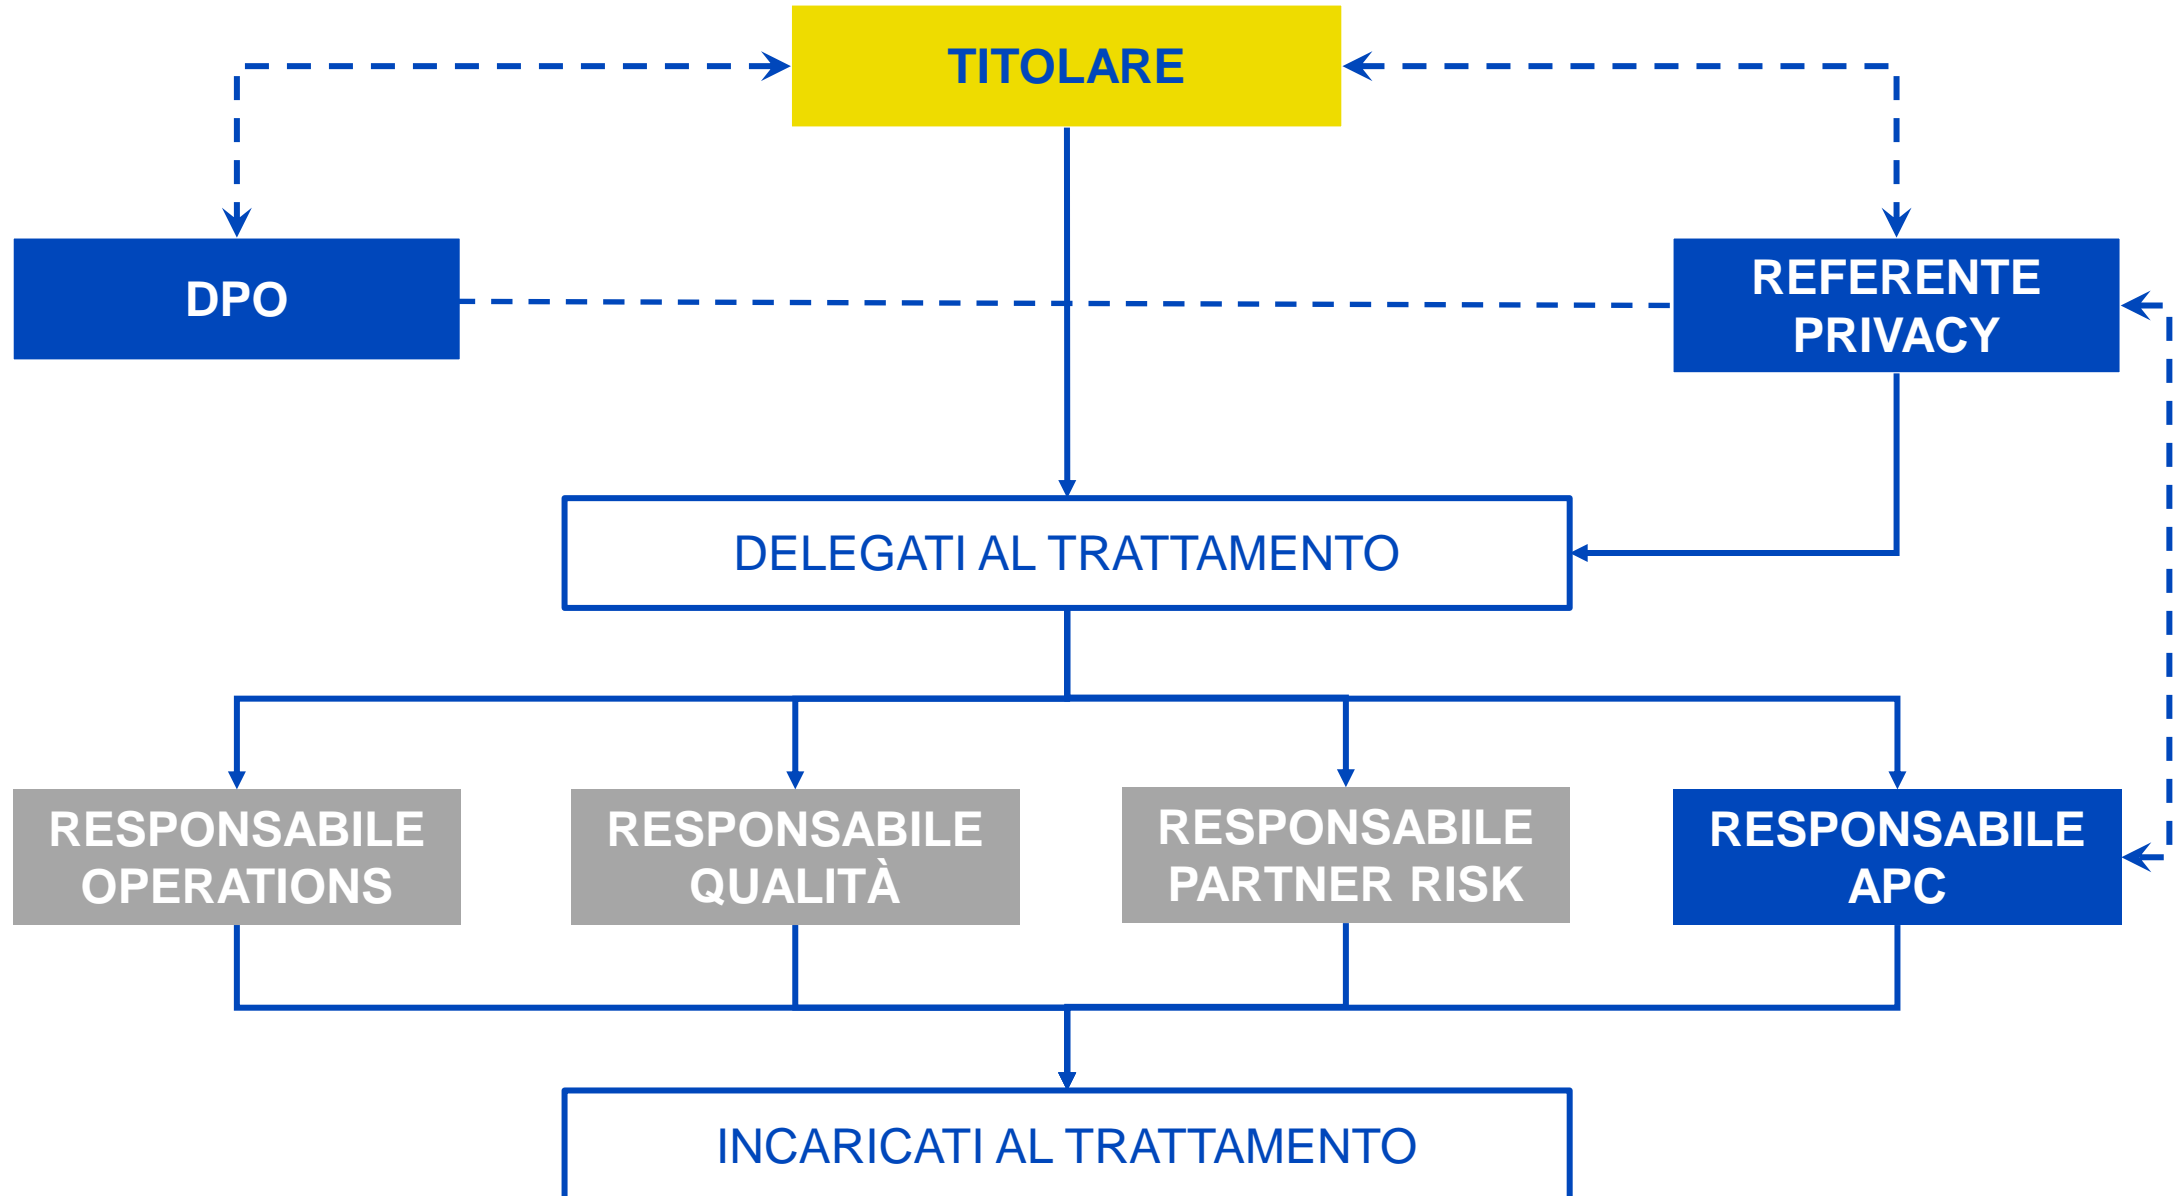 TITOLARE
DPO
REFERENTE
PRIVACY
DELEGATI AL TRATTAMENTO
RESPONSABILE
OPERATIONS
RESPONSABILE
QUALITÀ
RESPONSABILE
PARTNER RISK
RESPONSABILE
APC
INCARICATI AL TRATTAMENTO